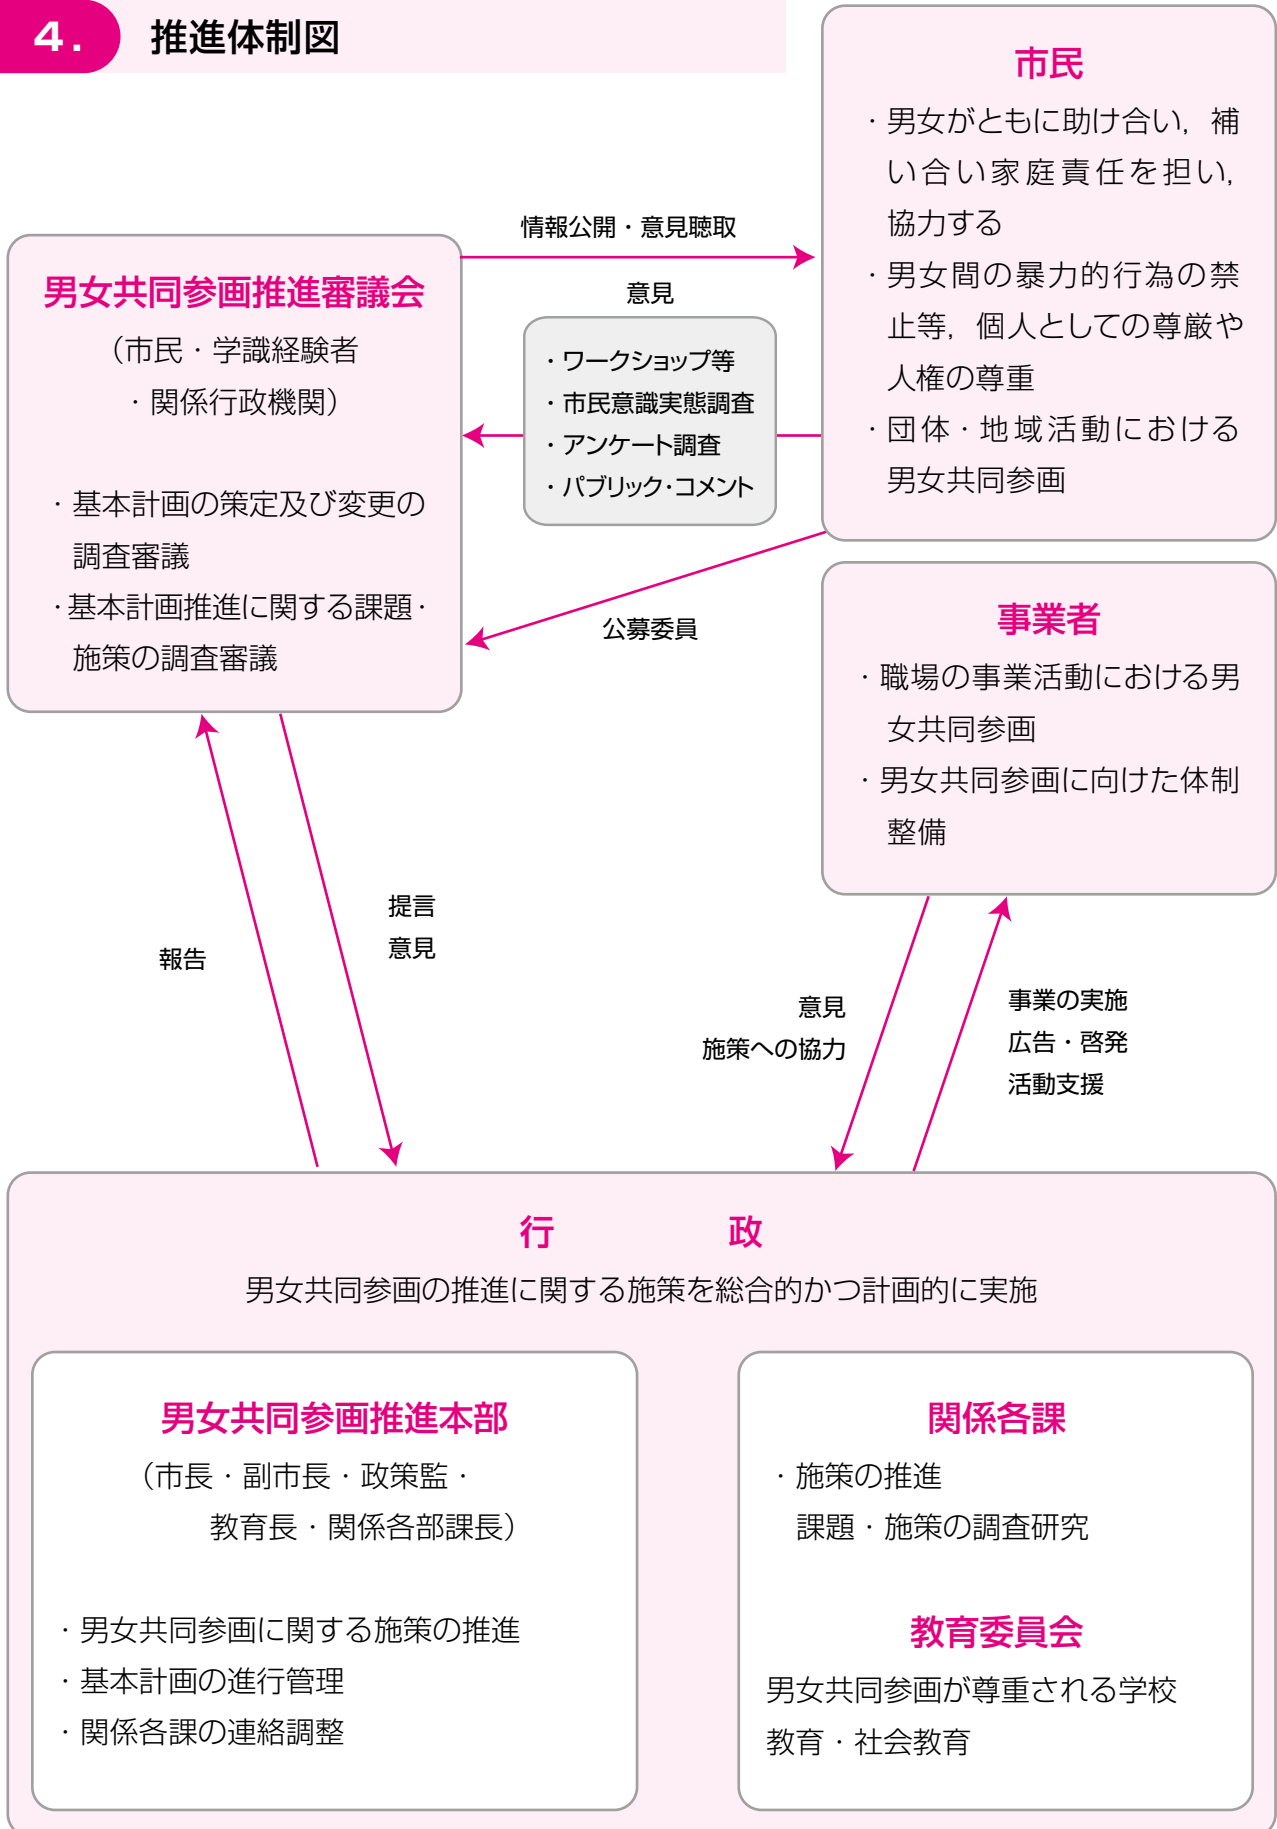 4. 推進体制図
市民
・男女がともに助け合い，補
い合い家庭責任を担い，
協力する
・男女間の暴力的行為の禁
止等，個人としての尊厳や
人権の尊重
・団体・地域活動における
男女共同参画
情報公開・意見聴取
意見
・ワークショップ等
・市民意識実態調査
・アンケート調査
・パブリック・コメント
男女共同参画推進審議会
（市民・学識経験者
・関係行政機関）
・基本計画の策定及び変更の
調査審議
・基本計画推進に関する課題・
施策の調査審議
公募委員
事業者
・職場の事業活動における男
女共同参画
・男女共同参画に向けた体制
整備
報告
提言
意見
意見
施策への協力
事業の実施
広告・啓発
活動支援
行　政
男女共同参画の推進に関する施策を総合的かつ計画的に実施
男女共同参画推進本部
（市長・副市長・政策監・
教育長・関係各部課長）
・男女共同参画に関する施策の推進
・基本計画の進行管理
・関係各課の連絡調整
関係各課
・施策の推進
課題・施策の調査研究
教育委員会
男女共同参画が尊重される学校
教育・社会教育